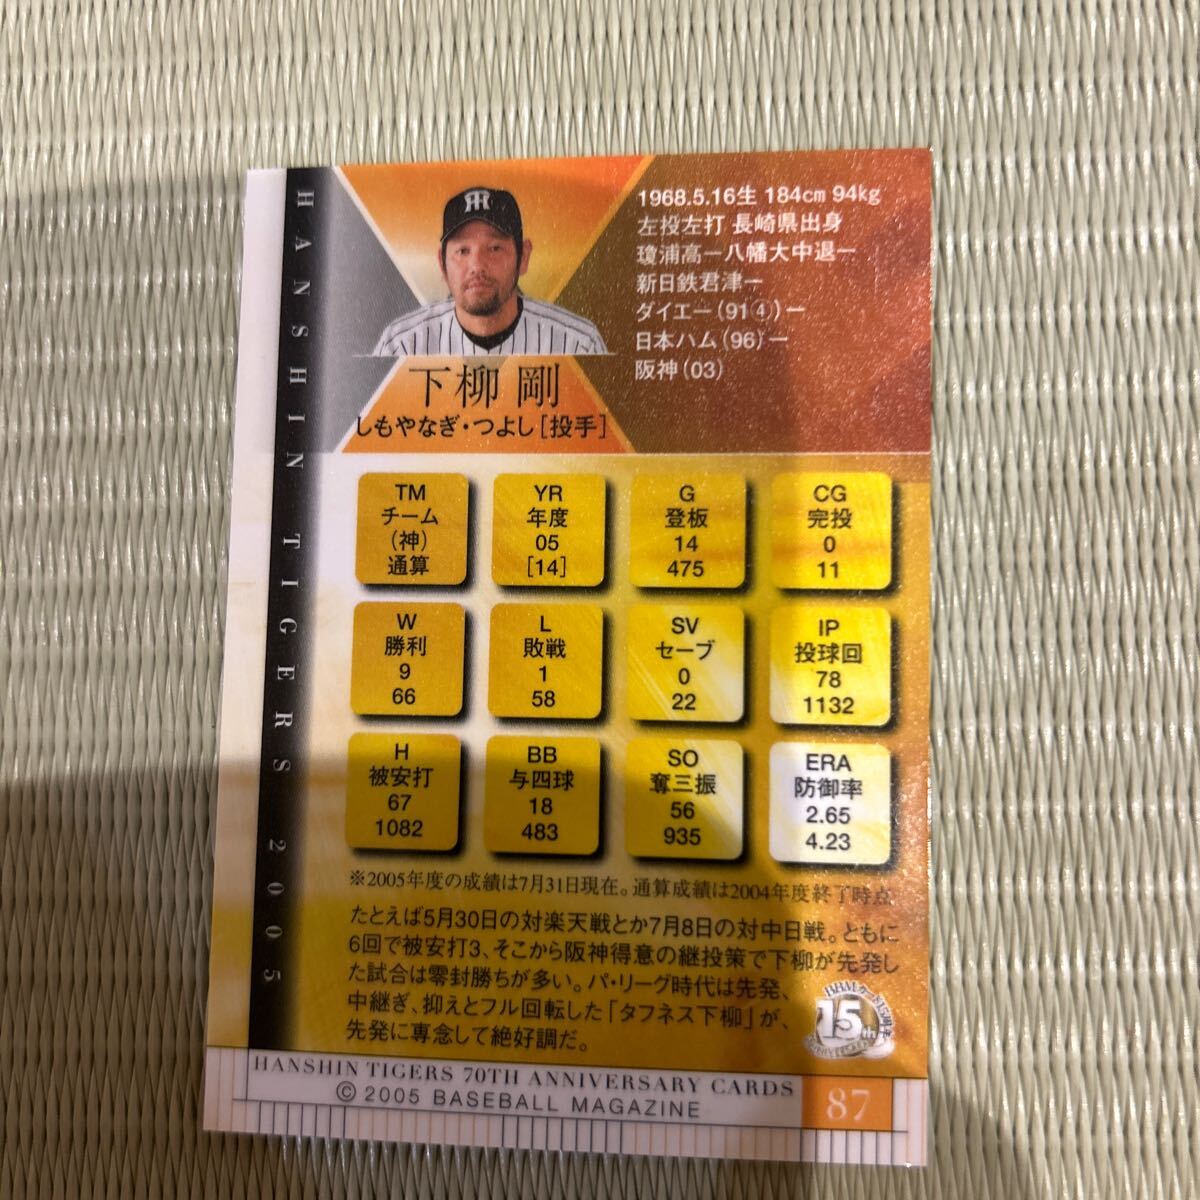 HANSHIN TIGERS 2005
1968.5.16生 184cm 94kg
左投左打 長崎県出身
瓊浦高ー八幡大中退ー
新日鉄君津ー
ダイエー(91④)ー
日本ハム(96)ー
阪神(03)
下柳 剛
しもやなぎ・つよし[投手]
TM
チーム
(神)
通算
YR
年度
05
[14]
G
登板
14
475
CG
完投
0
11
W
勝利
9
66
L
敗戦
1
58
SV
セーブ
0
22
IP
投球回
78
1132
H
被安打
67
1082
BB
与四球
18
483
SO
奪三振
56
935
ERA
防御率
2.65
4.23
※2005年度の成績は7月31日現在。通算成績は2004年度終了時点
たとえば5月30日の対楽天戦とか7月8日の対中日戦。ともに
6回で被安打3、そこから阪神得意の継投策で下柳が先発し
た試合は零封勝ちが多い。パ・リーグ時代は先発、
中継ぎ、抑えとフル回転した「タフネス下柳」が、
先発に専念して絶好調だ。
BBMカード15周年
15th
ANNIVERSARY
HANSHIN TIGERS 70TH ANNIVERSARY CARDS
© 2005 BASEBALL MAGAZINE
87